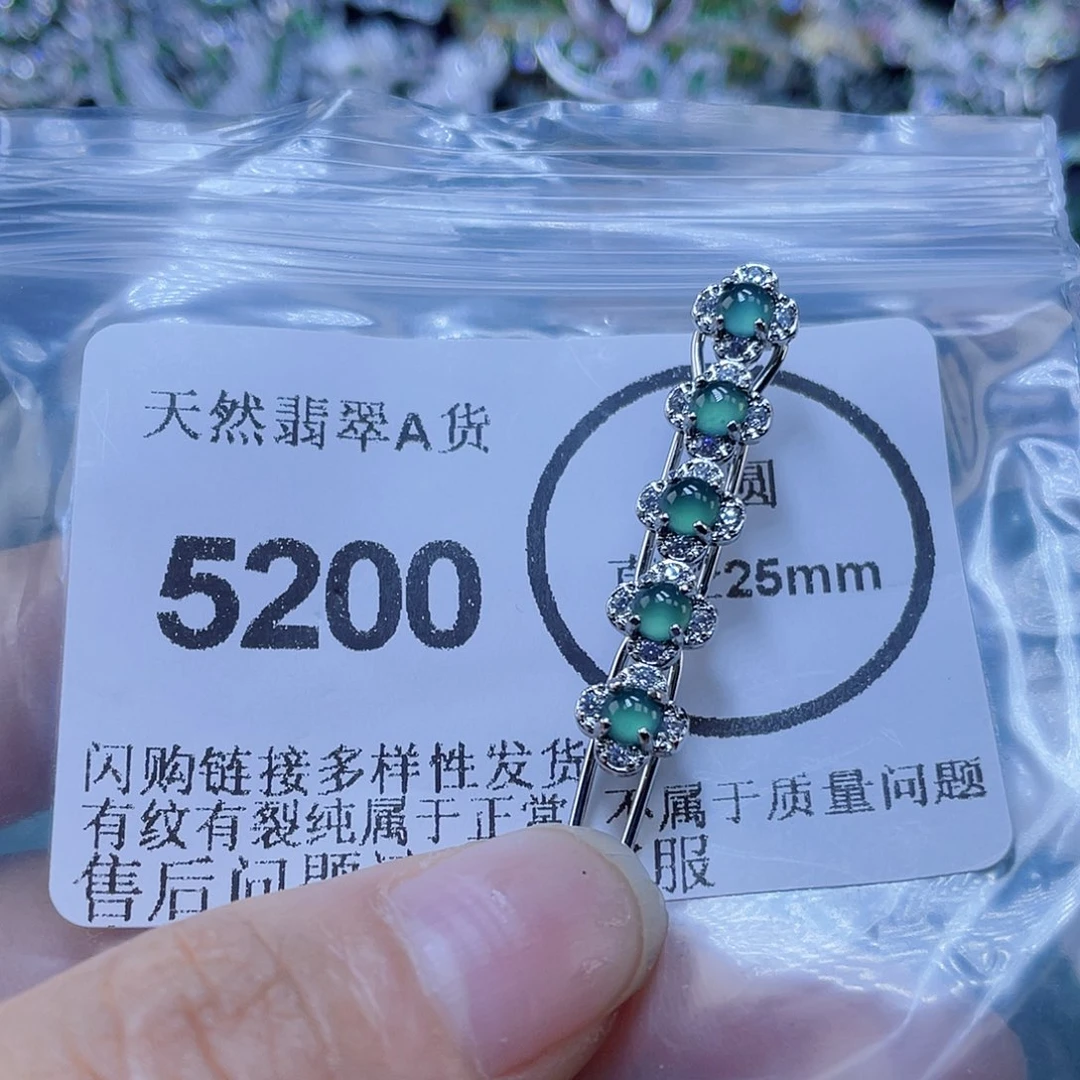 天然翡翠A货
5200
圆
25mm
闪购链接多样性发货
有纹有裂纯属于正常 不属于质量问题
售后问题 服